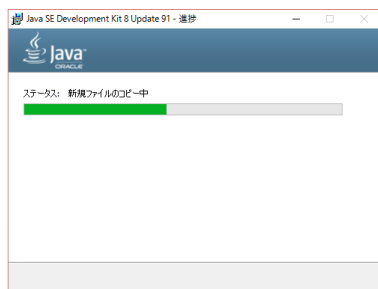 Java SE Development Kit 8 Update 91 - 進捗
Java™
ORACLE
ステータス: 新規ファイルのコピー中